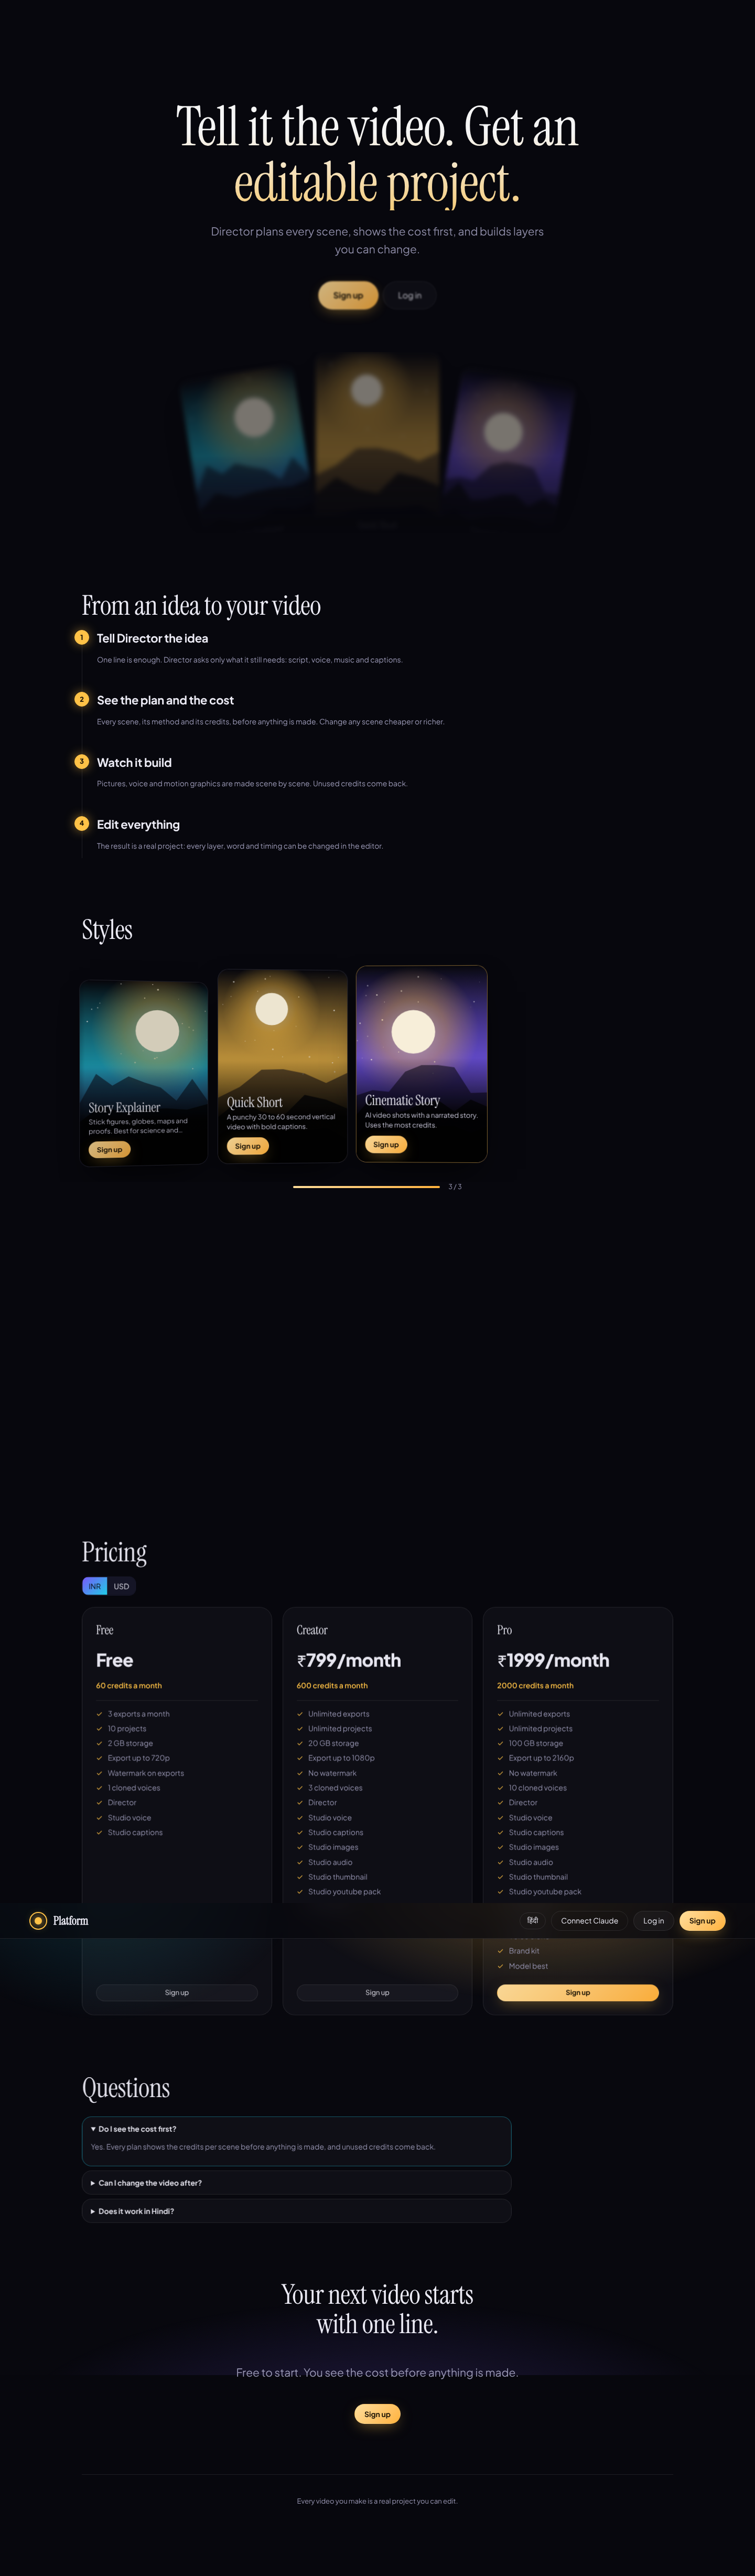 Tell it the video. Get an
editable project.
Director plans every scene, shows the cost first, and builds layers
you can change.
Sign up
Log in
From an idea to your video
1
Tell Director the idea
One line is enough. Director asks only what it still needs: script, voice, music and captions.
2
See the plan and the cost
Every scene, its method and its credits, before anything is made. Change any scene cheaper or richer.
3
Watch it build
Pictures, voice and motion graphics are made scene by scene. Unused credits come back.
4
Edit everything
The result is a real project: every layer, word and timing can be changed in the editor.
Styles
Story Explainer
Stick figures, globes, maps and
proofs. Best for science and…
Sign up
Quick Short
A punchy 30 to 60 second vertical
video with bold captions.
Sign up
Cinematic Story
AI video shots with a narrated story.
Uses the most credits.
Sign up
3 / 3
Pricing
INR
USD
Free
Free
60 credits a month
3 exports a month
10 projects
2 GB storage
Export up to 720p
Watermark on exports
1 cloned voices
Director
Studio voice
Studio captions
Creator
₹799/month
600 credits a month
Unlimited exports
Unlimited projects
20 GB storage
Export up to 1080p
No watermark
3 cloned voices
Director
Studio voice
Studio captions
Studio images
Studio audio
Studio thumbnail
Studio youtube pack
Pro
₹1999/month
2000 credits a month
Unlimited exports
Unlimited projects
100 GB storage
Export up to 2160p
No watermark
10 cloned voices
Director
Studio voice
Studio captions
Studio images
Studio audio
Studio thumbnail
Studio youtube pack
Platform
हिंदी
Connect Claude
Log in
Sign up
Brand kit
Model best
Sign up
Sign up
Sign up
Questions
Do I see the cost first?
Yes. Every plan shows the credits per scene before anything is made, and unused credits come back.
Can I change the video after?
Does it work in Hindi?
Your next video starts
with one line.
Free to start. You see the cost before anything is made.
Sign up
Every video you make is a real project you can edit.